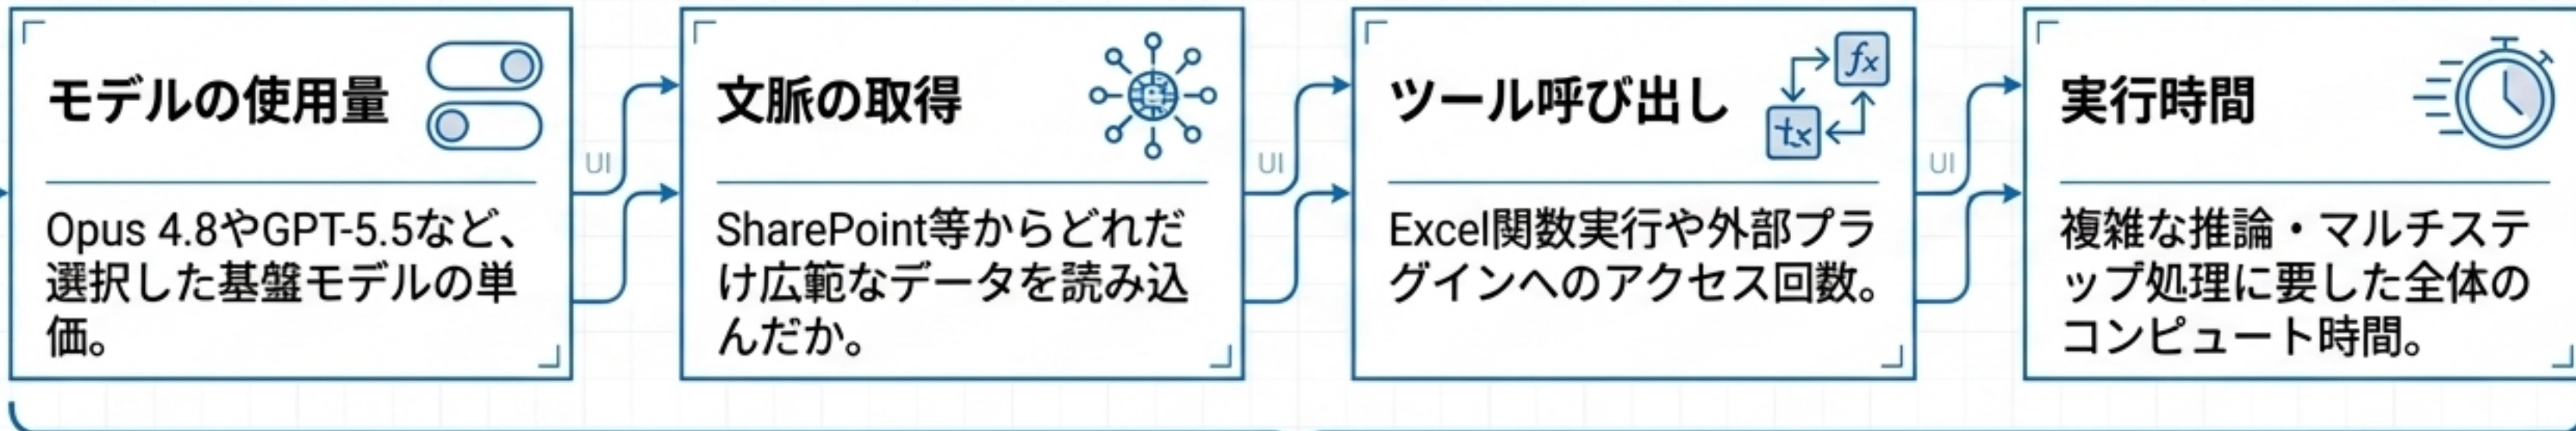 モデルの使用量
Opus 4.8やGPT-5.5など、
選択した基盤モデルの単
価。
UI
文脈の取得
SharePoint等からどれだ
け広範なデータを読み込
んだか。
UI
ツール呼び出し
fx
tx
Excel関数実行や外部プラ
グインへのアクセス回数。
UI
実行時間
複雑な推論・マルチステ
ップ処理に要した全体の
コンピュート時間。